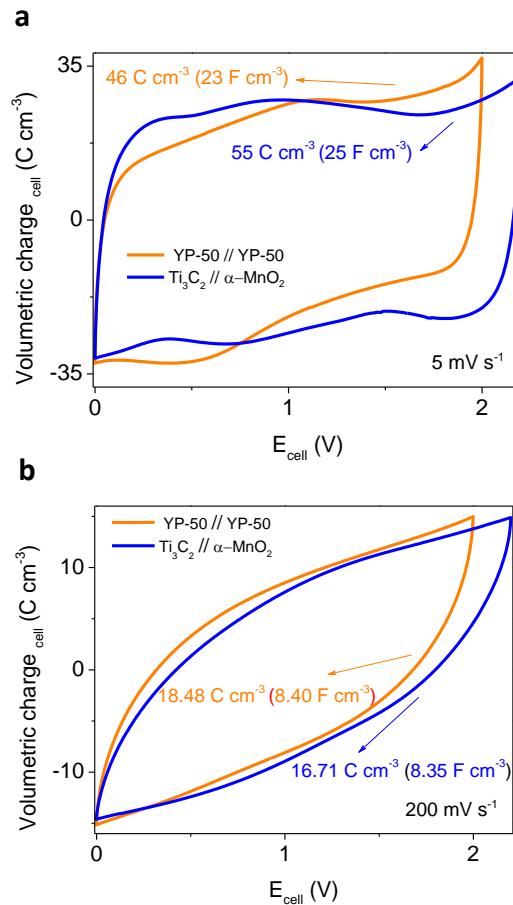 a
35
0
-35
Volumetric charge cell (C cm⁻³)
46 C cm⁻³ (23 F cm⁻³)
55 C cm⁻³ (25 F cm⁻³)
YP-50 // YP-50
Ti₃C₂ // α−MnO₂
5 mV s⁻¹
0
1
2
E_cell (V)
b
10
0
-10
Volumetric charge cell (C cm⁻³)
YP-50 // YP-50
Ti₃C₂ // α−MnO₂
18.48 C cm⁻³ (8.40 F cm⁻³)
16.71 C cm⁻³ (8.35 F cm⁻³)
200 mV s⁻¹
0
1
2
E_cell (V)